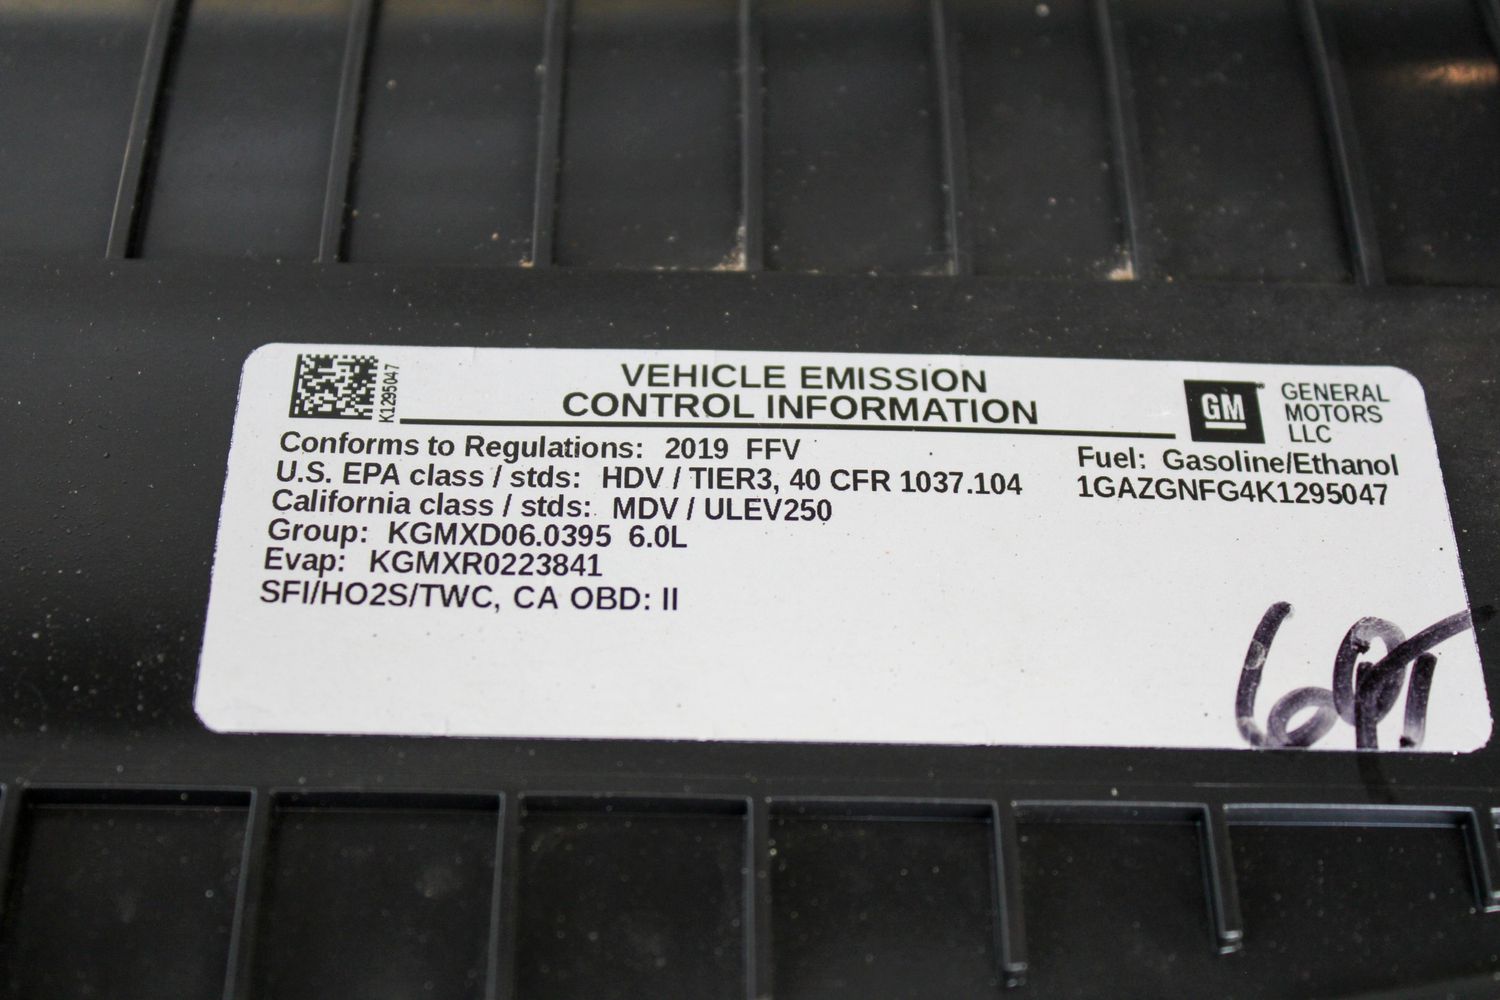 K1295047
VEHICLE EMISSION
CONTROL INFORMATION
GM
GENERAL
MOTORS
LLC
Conforms to Regulations: 2019 FFV
U.S. EPA class / stds: HDV / TIER3, 40 CFR 1037.104
California class / stds: MDV / ULEV250
Group: KGMXD06.0395 6.0L
Evap: KGMXR0223841
SFI/HO2S/TWC, CA OBD: II
Fuel: Gasoline/Ethanol
1GAZGNFG4K1295047